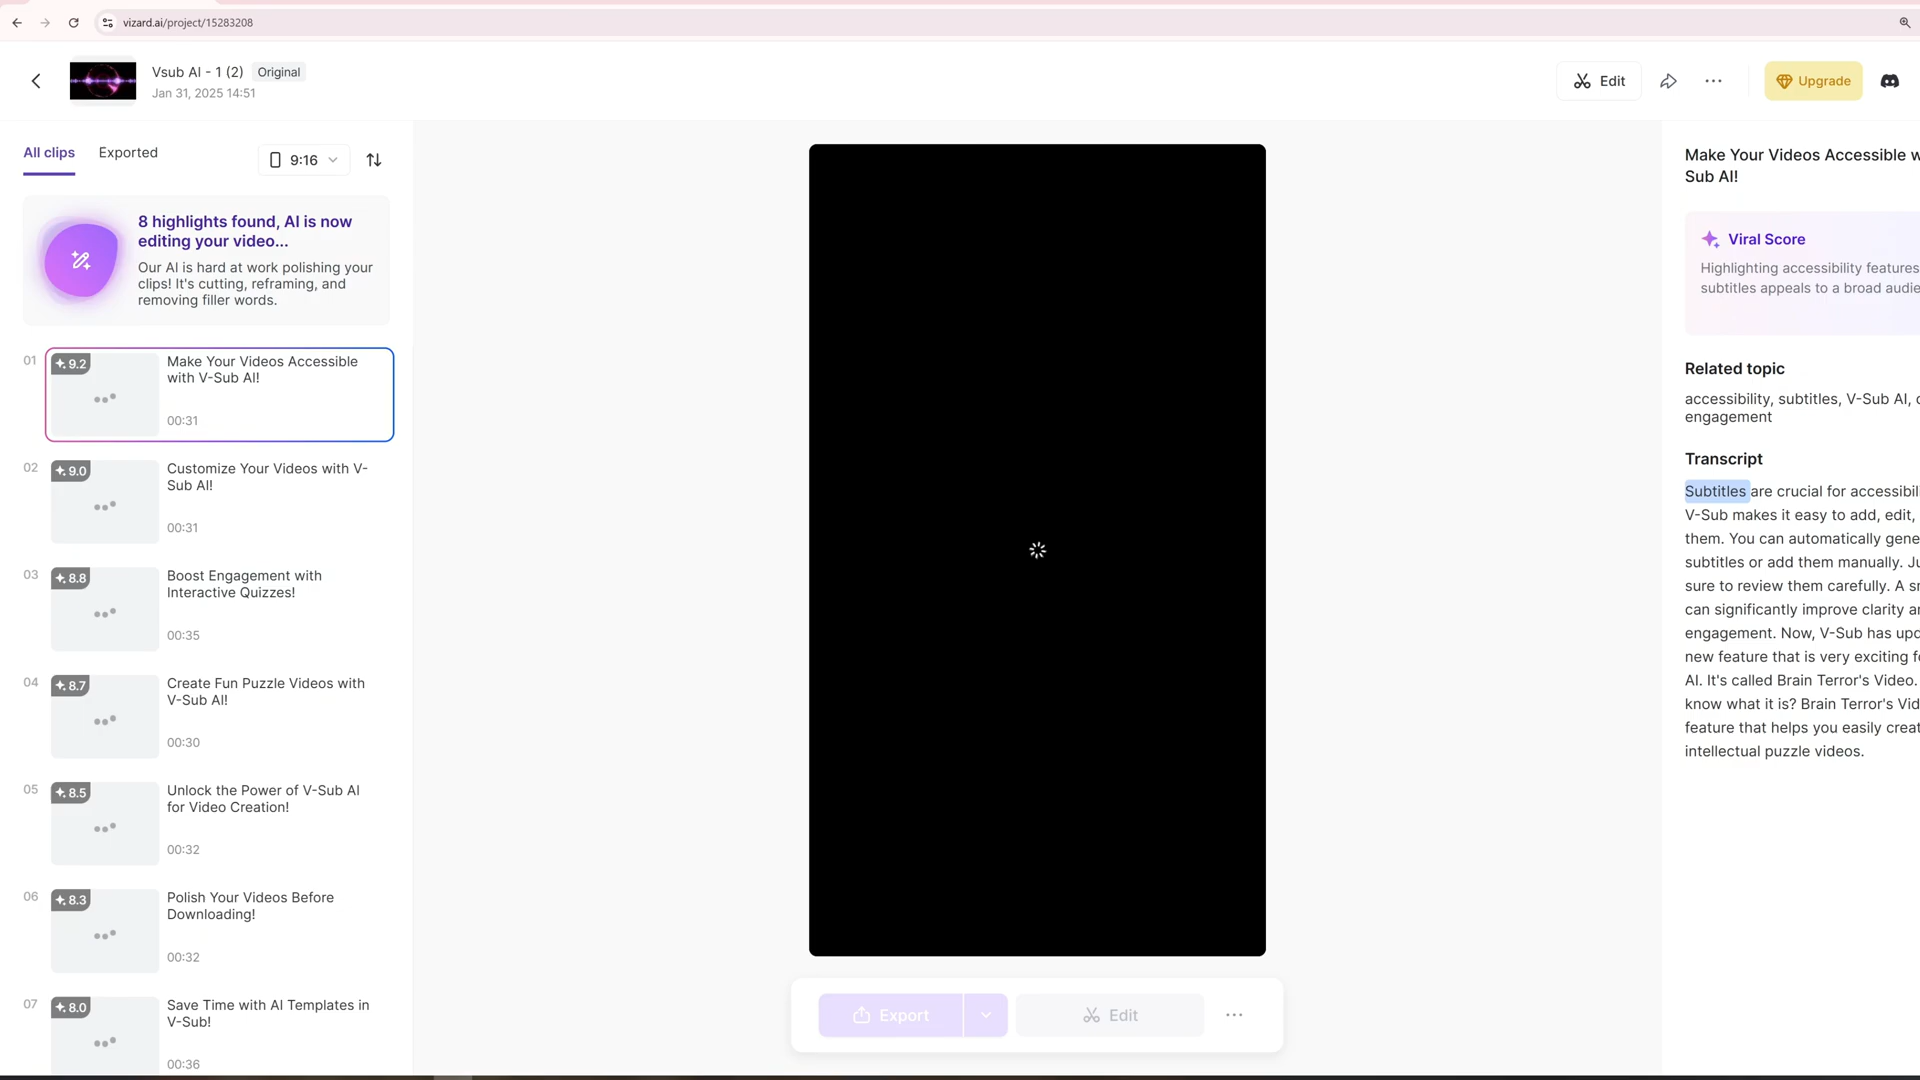 vizard.ai/project/15283208
Vsub AI - 1 (2) Original
Jan 31, 2025 14:51
Edit
Upgrade
All clips
Exported
9:16
8 highlights found, AI is now
editing your video...
Our AI is hard at work polishing your
clips! It's cutting, reframing, and
removing filler words.
01
9.2
Make Your Videos Accessible
with V-Sub AI!
00:31
02
9.0
Customize Your Videos with V-
Sub AI!
00:31
03
8.8
Boost Engagement with
Interactive Quizzes!
00:35
04
8.7
Create Fun Puzzle Videos with
V-Sub AI!
00:30
05
8.5
Unlock the Power of V-Sub AI
for Video Creation!
00:32
06
8.3
Polish Your Videos Before
Downloading!
00:32
07
8.0
Save Time with AI Templates in
V-Sub!
00:36
Export
Edit
Make Your Videos Accessible
Sub AI!
Viral Score
Highlighting accessibility features
subtitles appeals to a broad
Related topic
accessibility, subtitles, V-Sub AI,
engagement
Transcript
Subtitles are crucial for
V-Sub makes it easy to add, edit,
them. You can automatically
subtitles or add them manually.
sure to review them carefully. A
can significantly improve clarity
engagement. Now, V-Sub has
new feature that is very exciting
AI. It's called Brain Terror's Video.
know what it is? Brain Terror's
feature that helps you easily
intellectual puzzle videos.